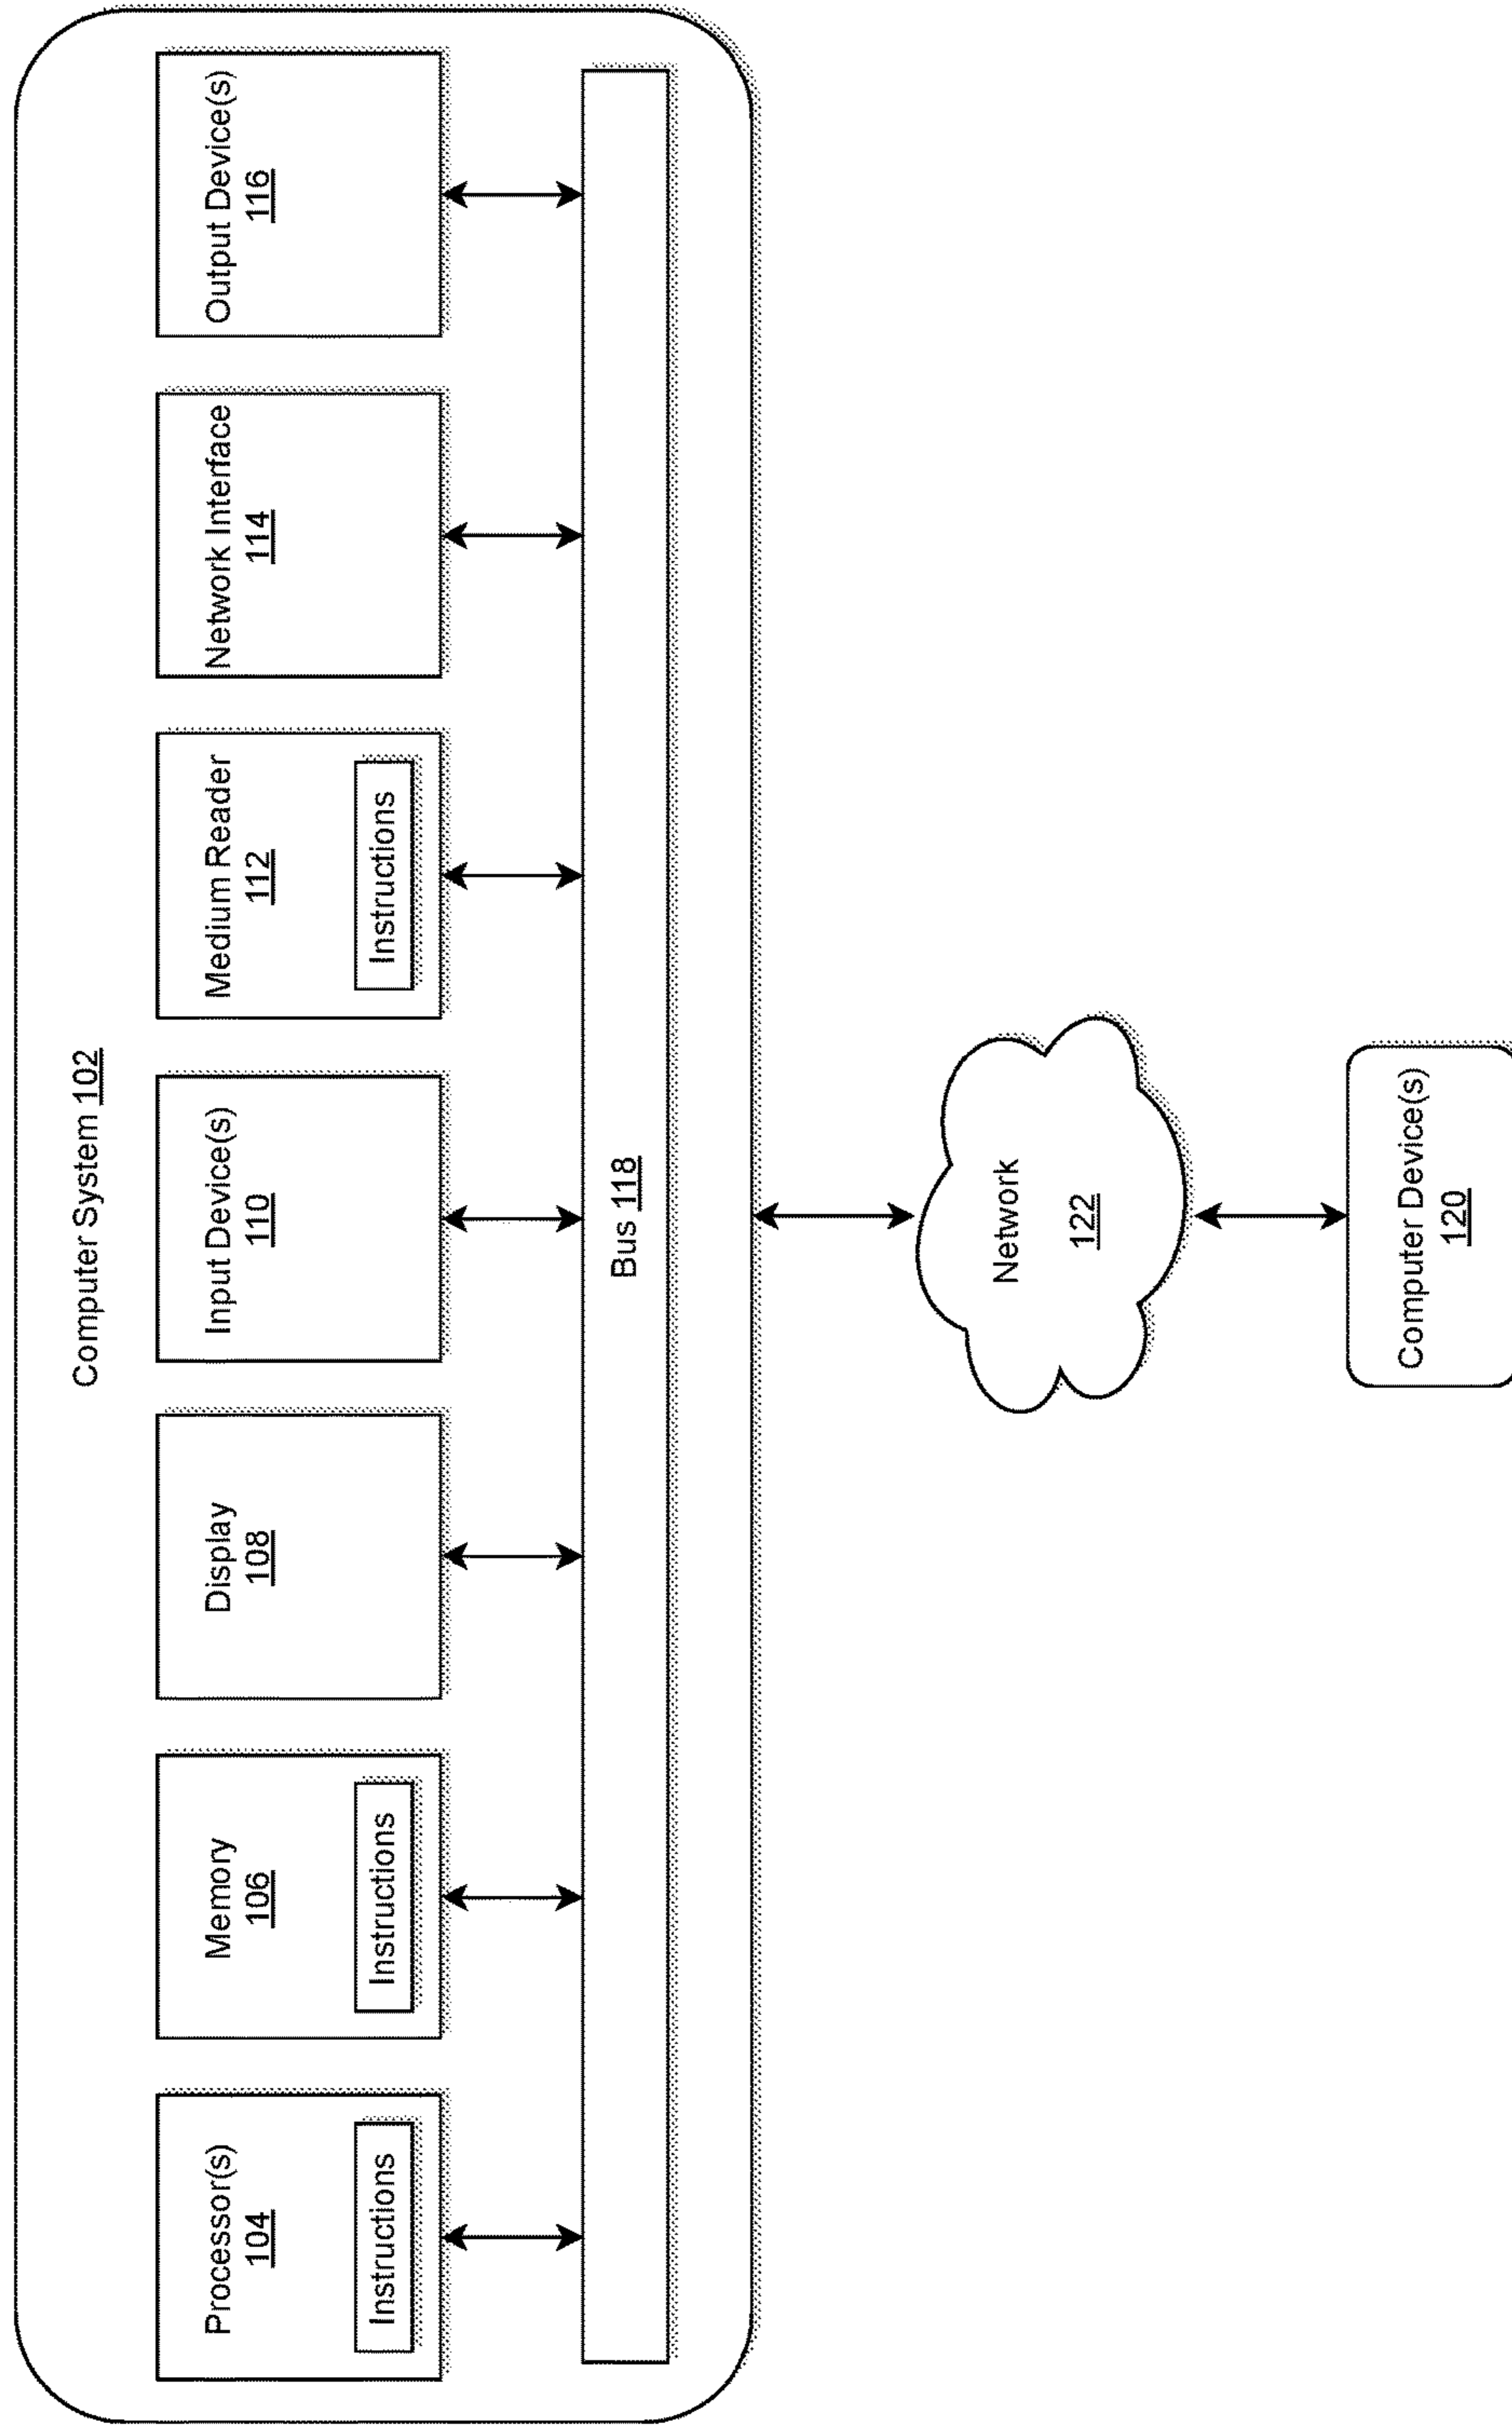 Computer System 102
Processor(s)
104
Instructions
Memory
106
Instructions
Display
108
Input Device(s)
110
Medium Reader
112
Instructions
Network Interface
114
Output Device(s)
116
Bus 118
Network
122
Computer Device(s)
120